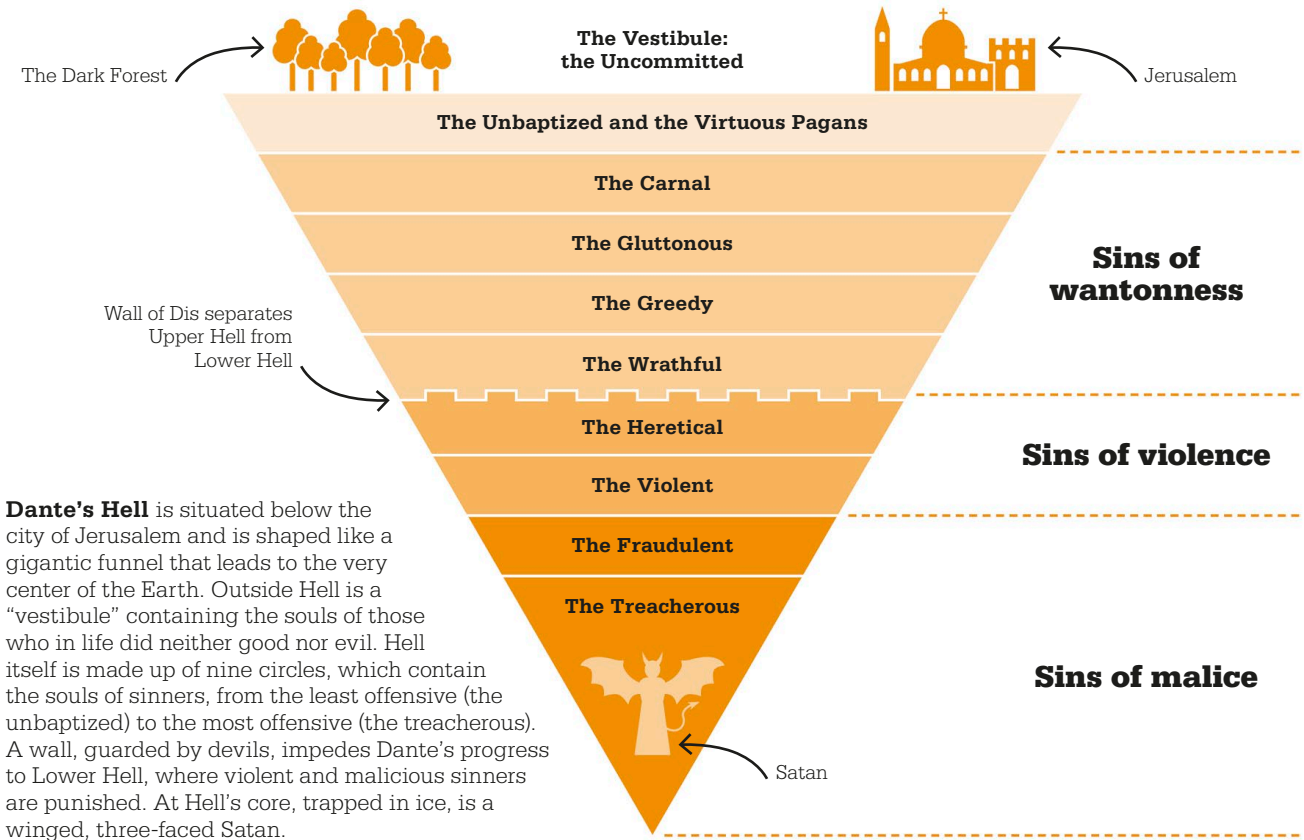 The Dark Forest
The Vestibule:
the Uncommitted
Jerusalem
The Unbaptized and the Virtuous Pagans
The Carnal
The Gluttonous
The Greedy
The Wrathful
Sins of
wantonness
Wall of Dis separates
Upper Hell from
Lower Hell
The Heretical
The Violent
Sins of violence
The Fraudulent
The Treacherous
Sins of malice
Satan
Dante’s Hell is situated below the
city of Jerusalem and is shaped like a
gigantic funnel that leads to the very
center of the Earth. Outside Hell is a
“vestibule” containing the souls of those
who in life did neither good nor evil. Hell
itself is made up of nine circles, which contain
the souls of sinners, from the least offensive (the
unbaptized) to the most offensive (the treacherous).
A wall, guarded by devils, impedes Dante’s progress
to Lower Hell, where violent and malicious sinners
are punished. At Hell’s core, trapped in ice, is a
winged, three-faced Satan.